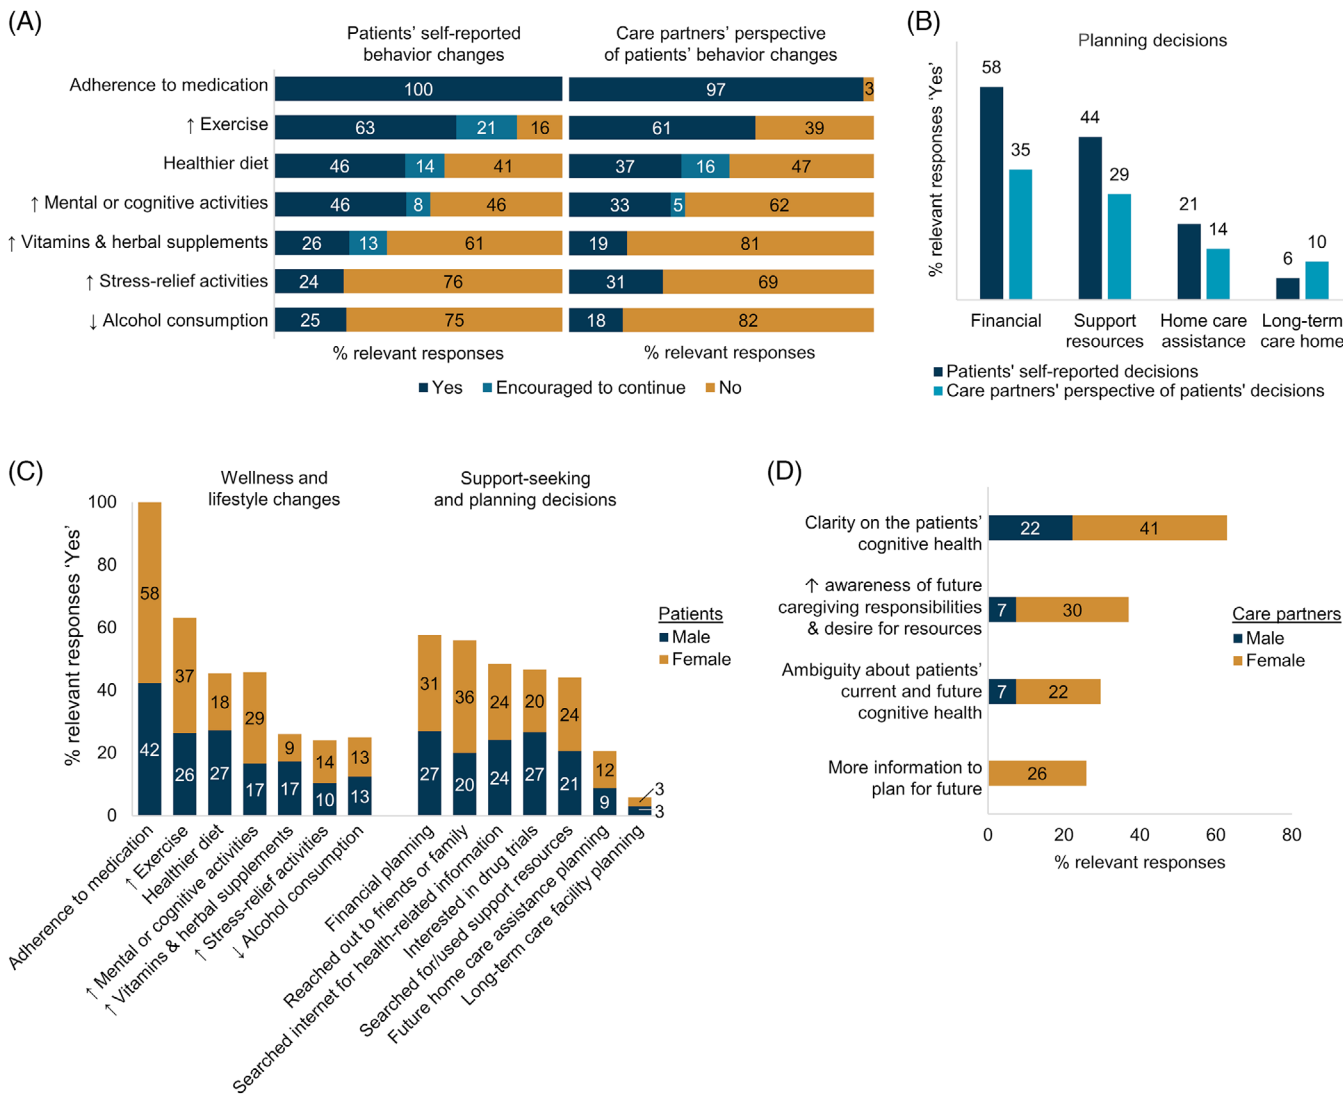 (A)
Patients' self-reported
behavior changes
Care partners' perspective
of patients' behavior changes
Adherence to medication
100
97
3
↑ Exercise
63
21
16
61
39
Healthier diet
46
14
41
37
16
47
↑ Mental or cognitive activities
46
8
46
33
5
62
↑ Vitamins & herbal supplements
26
13
61
19
81
↑ Stress-relief activities
24
76
31
69
↓ Alcohol consumption
25
75
18
82
% relevant responses
% relevant responses
Yes
Encouraged to continue
No
(B)
Planning decisions
% relevant responses 'Yes'
58
35
44
29
21
14
6
10
Financial
Support
resources
Home care
assistance
Long-term
care home
Patients' self-reported decisions
Care partners' perspective of patients' decisions
(C)
Wellness and
lifestyle changes
Support-seeking
and planning decisions
% relevant responses 'Yes'
100
80
60
40
20
0
58
42
37
26
18
27
29
17
9
17
14
10
13
13
31
27
36
20
24
24
20
27
24
21
12
9
3
3
Adherence to medication
↑ Exercise
Healthier diet
↑ Mental or cognitive activities
↑ Vitamins & herbal supplements
↑ Stress-relief activities
↓ Alcohol consumption
Financial planning
Reached out to friends or family
Searched internet for health-related information
Interested in drug trials
Searched for/used support resources
Future home care assistance planning
Long-term care facility planning
Patients
Male
Female
(D)
Clarity on the patients'
cognitive health
22
41
↑ awareness of future
caregiving responsibilities
& desire for resources
7
30
Ambiguity about patients'
current and future
cognitive health
7
22
More information to
plan for future
26
0
20
40
60
80
% relevant responses
Care partners
Male
Female